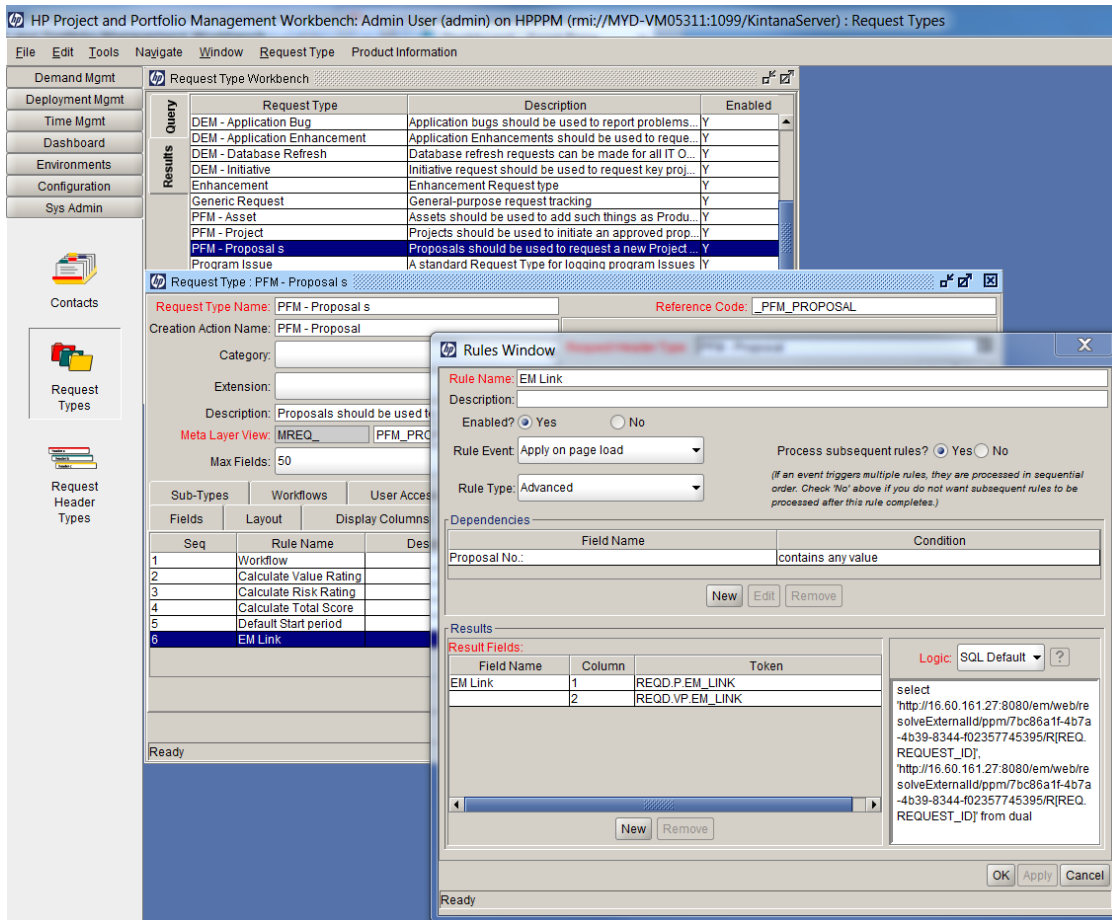 HP Project and Portfolio Management Workbench: Admin User (admin) on HPPPM (rmi://MYD-VM05311:1099/KintanaServer) : Request Types
File Edit Tools Navigate Window Request Type Product Information
Demand Mgmt
Deployment Mgmt
Time Mgmt
Dashboard
Environments
Configuration
Sys Admin
Contacts
Request
Types
Request
Header
Types
Request Type Workbench
Query
Results
Request Type Description Enabled
DEM - Application Bug Application bugs should be used to report problems... Y
DEM - Application Enhancement Application Enhancements should be used to reque... Y
DEM - Database Refresh Database refresh requests can be made for all IT O... Y
DEM - Initiative Initiative request should be used to request key proj... Y
Enhancement Enhancement Request type Y
Generic Request General-purpose request tracking Y
PFM - Asset Assets should be used to add such things as Produ... Y
PFM - Project Projects should be used to initiate an approved prop... Y
PFM - Proposal s Proposals should be used to request a new Project ... Y
Program Issue A standard Request Type for logging program Issues Y
Request Type : PFM - Proposal s
Request Type Name: PFM - Proposal s Reference Code: _PFM_PROPOSAL
Creation Action Name: PFM - Proposal
Category:
Extension:
Description: Proposals should be used t
Meta Layer View: MREQ_ PFM_PRO
Max Fields: 50
Sub-Types Workflows User Acces
Fields Layout Display Columns
Seq Rule Name Des
1 Workflow
2 Calculate Value Rating
3 Calculate Risk Rating
4 Calculate Total Score
5 Default Start period
6 EM Link
Ready
Rules Window
Rule Name: EM Link
Description:
Enabled? Yes No
Rule Event: Apply on page load Process subsequent rules? Yes No
(If an event triggers multiple rules, they are processed in sequential
order. Check 'No' above if you do not want subsequent rules to be
processed after this rule completes.)
Rule Type: Advanced
Dependencies
Field Name Condition
Proposal No.: contains any value
New Edit Remove
Results
Result Fields:
Field Name Column Token
EM Link 1 REQD.P.EM_LINK
2 REQD.VP.EM_LINK
New Remove
Logic: SQL Default ?
select
'http://16.60.161.27:8080/em/web/re
solveExternalId/ppm/7bc86a1f-4b7a
-4b39-8344-f02357745395/R[REQ.
REQUEST_ID]',
'http://16.60.161.27:8080/em/web/re
solveExternalId/ppm/7bc86a1f-4b7a
-4b39-8344-f02357745395/R[REQ.
REQUEST_ID]' from dual
OK Apply Cancel
Ready